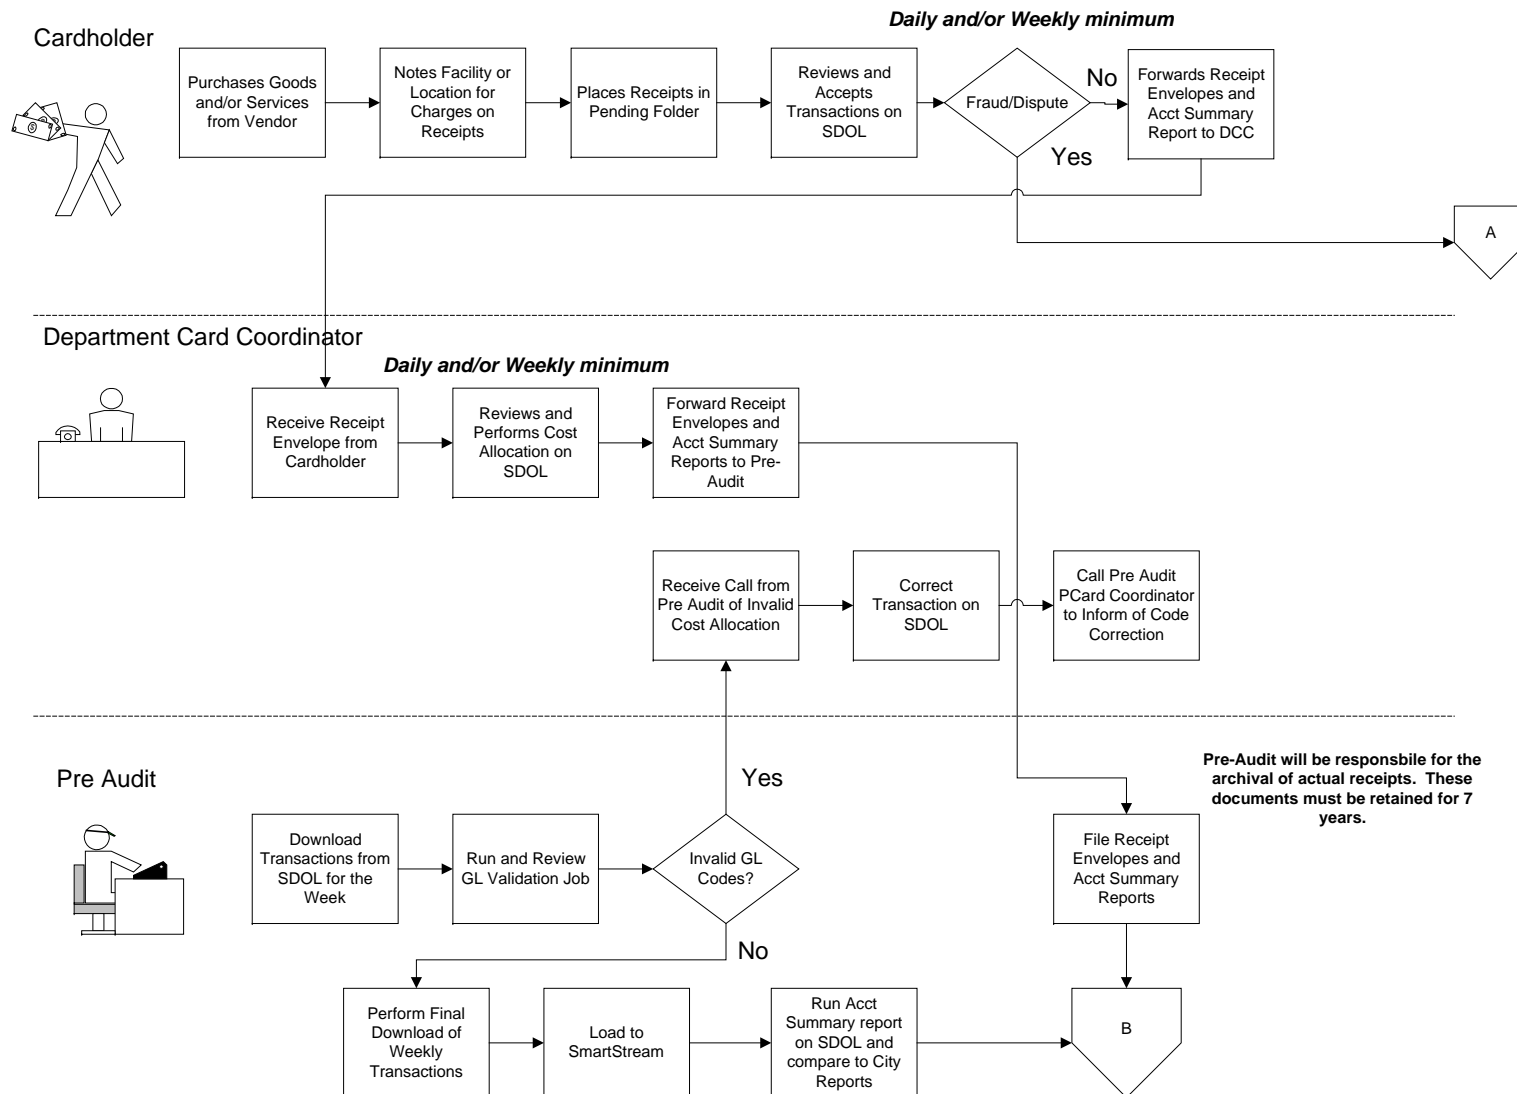 Daily and/or Weekly minimum
Cardholder
Purchases Goods
and/or Services
from Vendor
Notes Facility or
Location for
Charges on
Receipts
Places Receipts in
Pending Folder
Reviews and
Accepts
Transactions on
SDOL
Fraud/Dispute
No
Yes
Forwards Receipt
Envelopes and
Acct Summary
Report to DCC
A
Department Card Coordinator
Daily and/or Weekly minimum
Receive Receipt
Envelope from
Cardholder
Reviews and
Performs Cost
Allocation on
SDOL
Forward Receipt
Envelopes and
Acct Summary
Reports to Pre-
Audit
Receive Call from
Pre Audit of Invalid
Cost Allocation
Correct
Transaction on
SDOL
Call Pre Audit
PCard Coordinator
to Inform of Code
Correction
Pre Audit
Pre-Audit will be responsbile for the
archival of actual receipts. These
documents must be retained for 7
years.
Download
Transactions from
SDOL for the
Week
Run and Review
GL Validation Job
Invalid GL
Codes?
Yes
No
File Receipt
Envelopes and
Acct Summary
Reports
Perform Final
Download of
Weekly
Transactions
Load to
SmartStream
Run Acct
Summary report
on SDOL and
compare to City
Reports
B